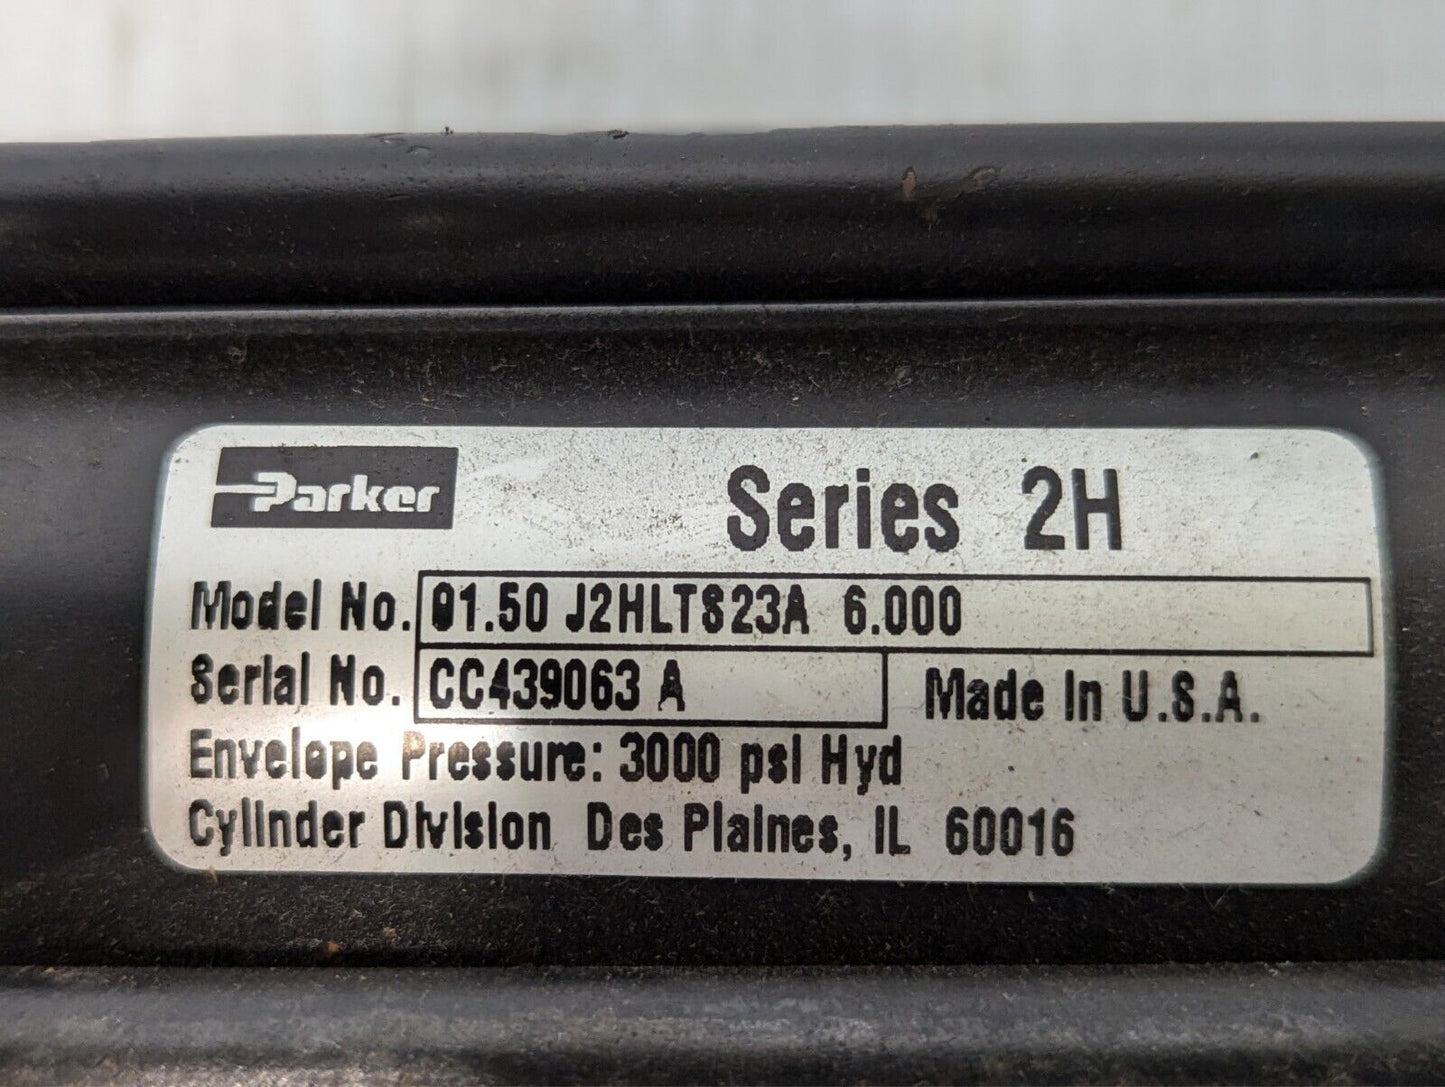 Parker
Series 2H
Model No. 01.50 J2HLTS23A 6.000
Serial No. CC439063 A
Made In U.S.A.
Envelope Pressure: 3000 psi Hyd
Cylinder Division Des Plaines, IL 60016